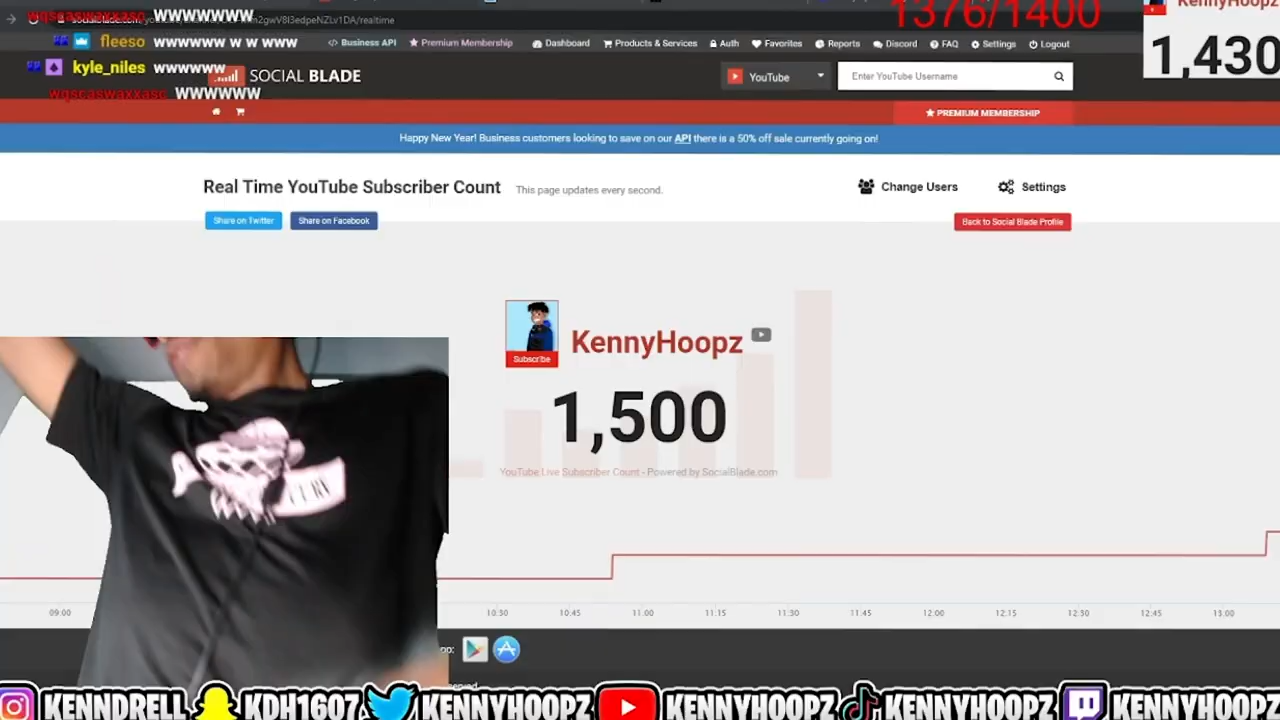 wqscaswaxxasc WWWWWWWW
fleeso wwwwww w w www
kyle_niles wwwwwww
wqscaswaxxasc WWWWWWW
1376/1400
KennyHoopz
1,430
Business API Premium Membership Dashboard Products & Services Auth Favorites Reports Discord FAQ Settings Logout
SOCIAL BLADE
YouTube
Enter YouTube Username
PREMIUM MEMBERSHIP
Happy New Year! Business customers looking to save on our API there is a 50% off sale currently going on!
Real Time YouTube Subscriber Count This page updates every second.
Change Users Settings
Share on Twitter Share on Facebook
Back to Social Blade Profile
Subscribe
KennyHoopz
1,500
YouTube Live Subscriber Count - Powered by SocialBlade.com
09:00 10:30 10:45 11:00 11:15 11:30 11:45 12:00 12:15 12:30 12:45 13:00
KENNDRELL KDH1607 KENNYHOOPZ KENNYHOOPZ KENNYHOOPZ KENNYHOOPZ